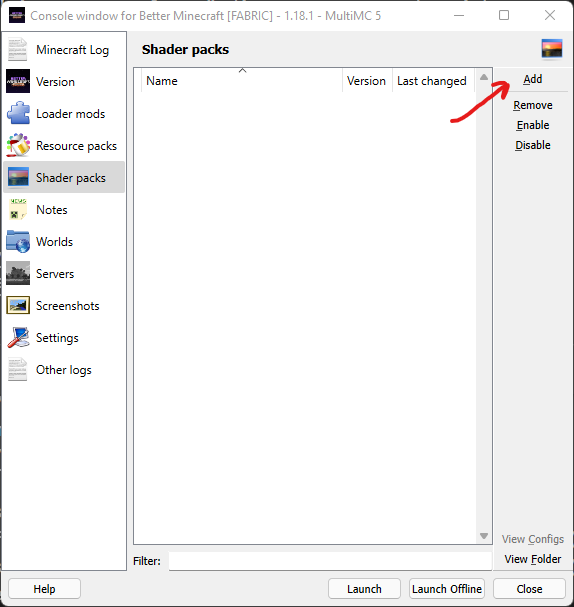 Console window for Better Minecraft [FABRIC] - 1.18.1 - MultiMC 5
Minecraft Log
Version
Loader mods
Resource packs
Shader packs
Notes
Worlds
Servers
Screenshots
Settings
Other logs
Shader packs
Name Version Last changed
Add
Remove
Enable
Disable
View Configs
View Folder
Filter:
Help Launch Launch Offline Close